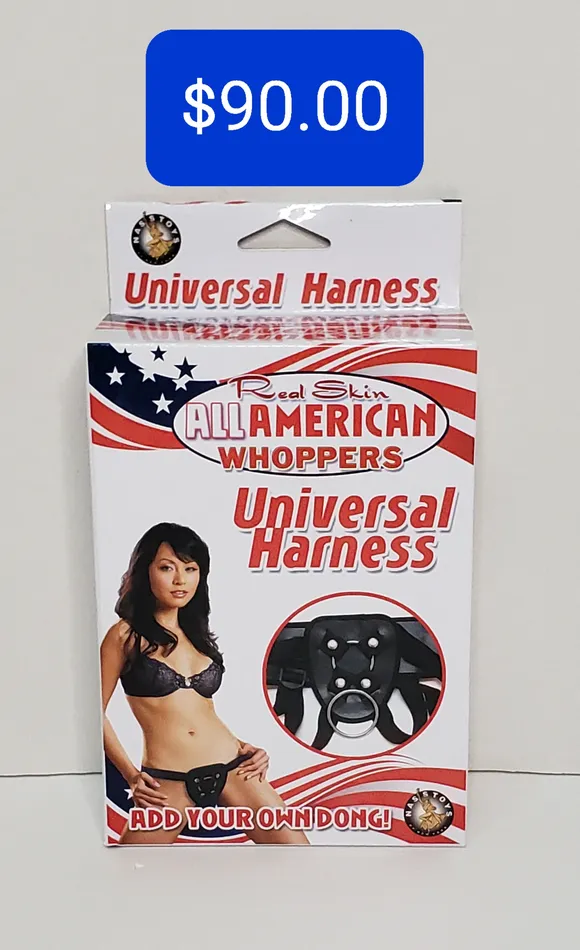 $90.00
NASSTOYS
Universal Harness
Real Skin
ALL AMERICAN
WHOPPERS
Universal
Harness
ADD YOUR OWN DONG!
NASSTOYS